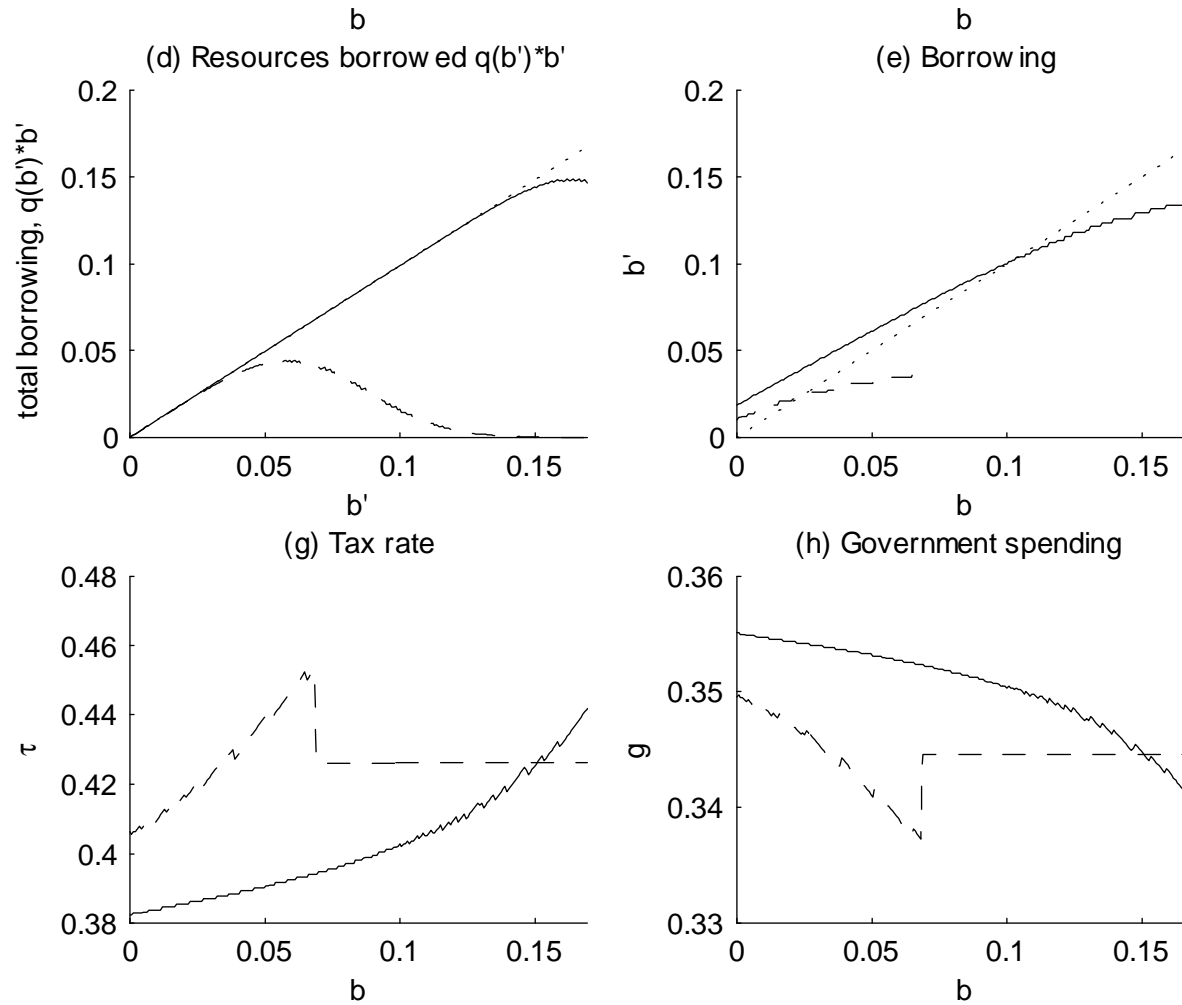 b
b
(d) Resources borrowed q(b')*b'
(e) Borrowing
total borrowing, q(b')*b'
0.2
0.15
0.1
0.05
0
0
0.05
0.1
0.15
b'
b'
0.2
0.15
0.1
0.05
0
0
0.05
0.1
0.15
b
(g) Tax rate
(h) Government spending
τ
0.48
0.46
0.44
0.42
0.4
0.38
0
0.05
0.1
0.15
b
g
0.36
0.35
0.34
0.33
0
0.05
0.1
0.15
b